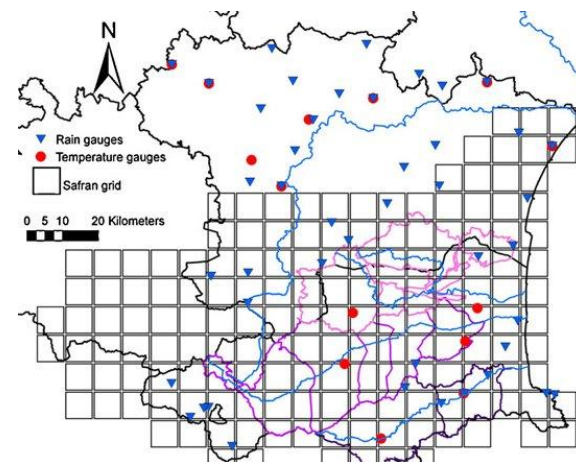 N
Rain gauges
Temperature gauges
Safran grid
0 5 10 20 Kilometers